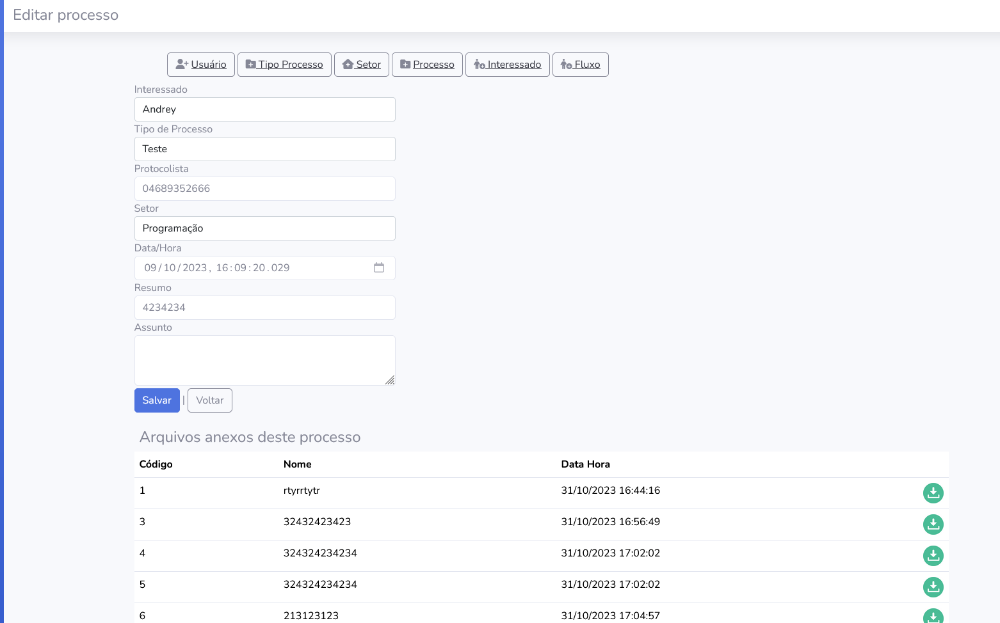 Editar processo
Usuário Tipo Processo Setor Processo Interessado Fluxo
Interessado
Andrey
Tipo de Processo
Teste
Protocolista
04689352666
Setor
Programação
Data/Hora
09/10/2023, 16:09:20.029
Resumo
4234234
Assunto
Salvar | Voltar
Arquivos anexos deste processo
Código Nome Data Hora
1 rtyrrtytr 31/10/2023 16:44:16
3 32432423423 31/10/2023 16:56:49
4 324324234234 31/10/2023 17:02:02
5 324324234234 31/10/2023 17:02:02
6 213123123 31/10/2023 17:04:57